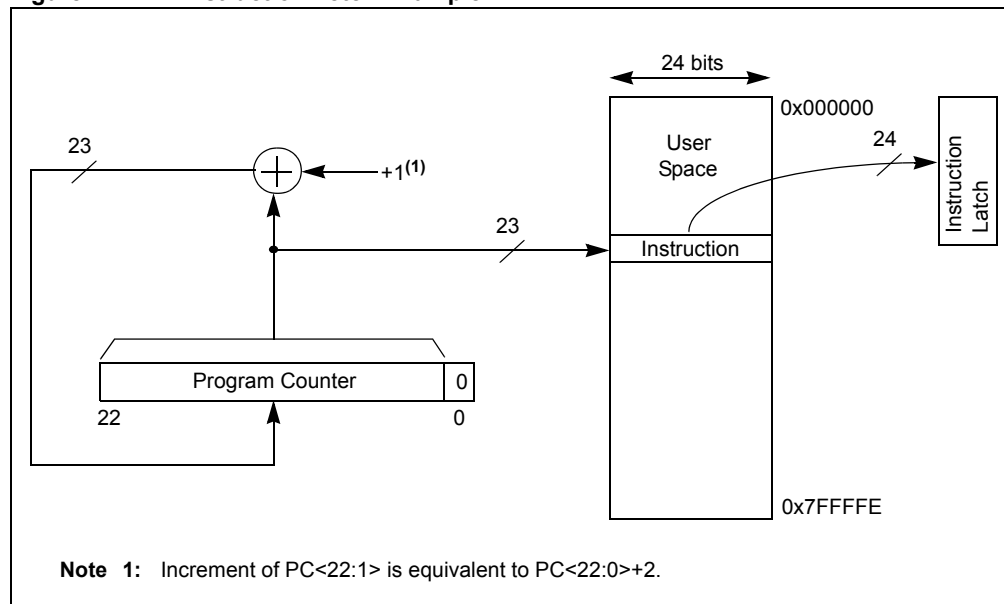 24 bits
0x000000
23
+1(1)
User
Space
24
Instruction
Latch
23
Instruction
Program Counter
0
22
0
0x7FFFFE
Note 1: Increment of PC<22:1> is equivalent to PC<22:0>+2.